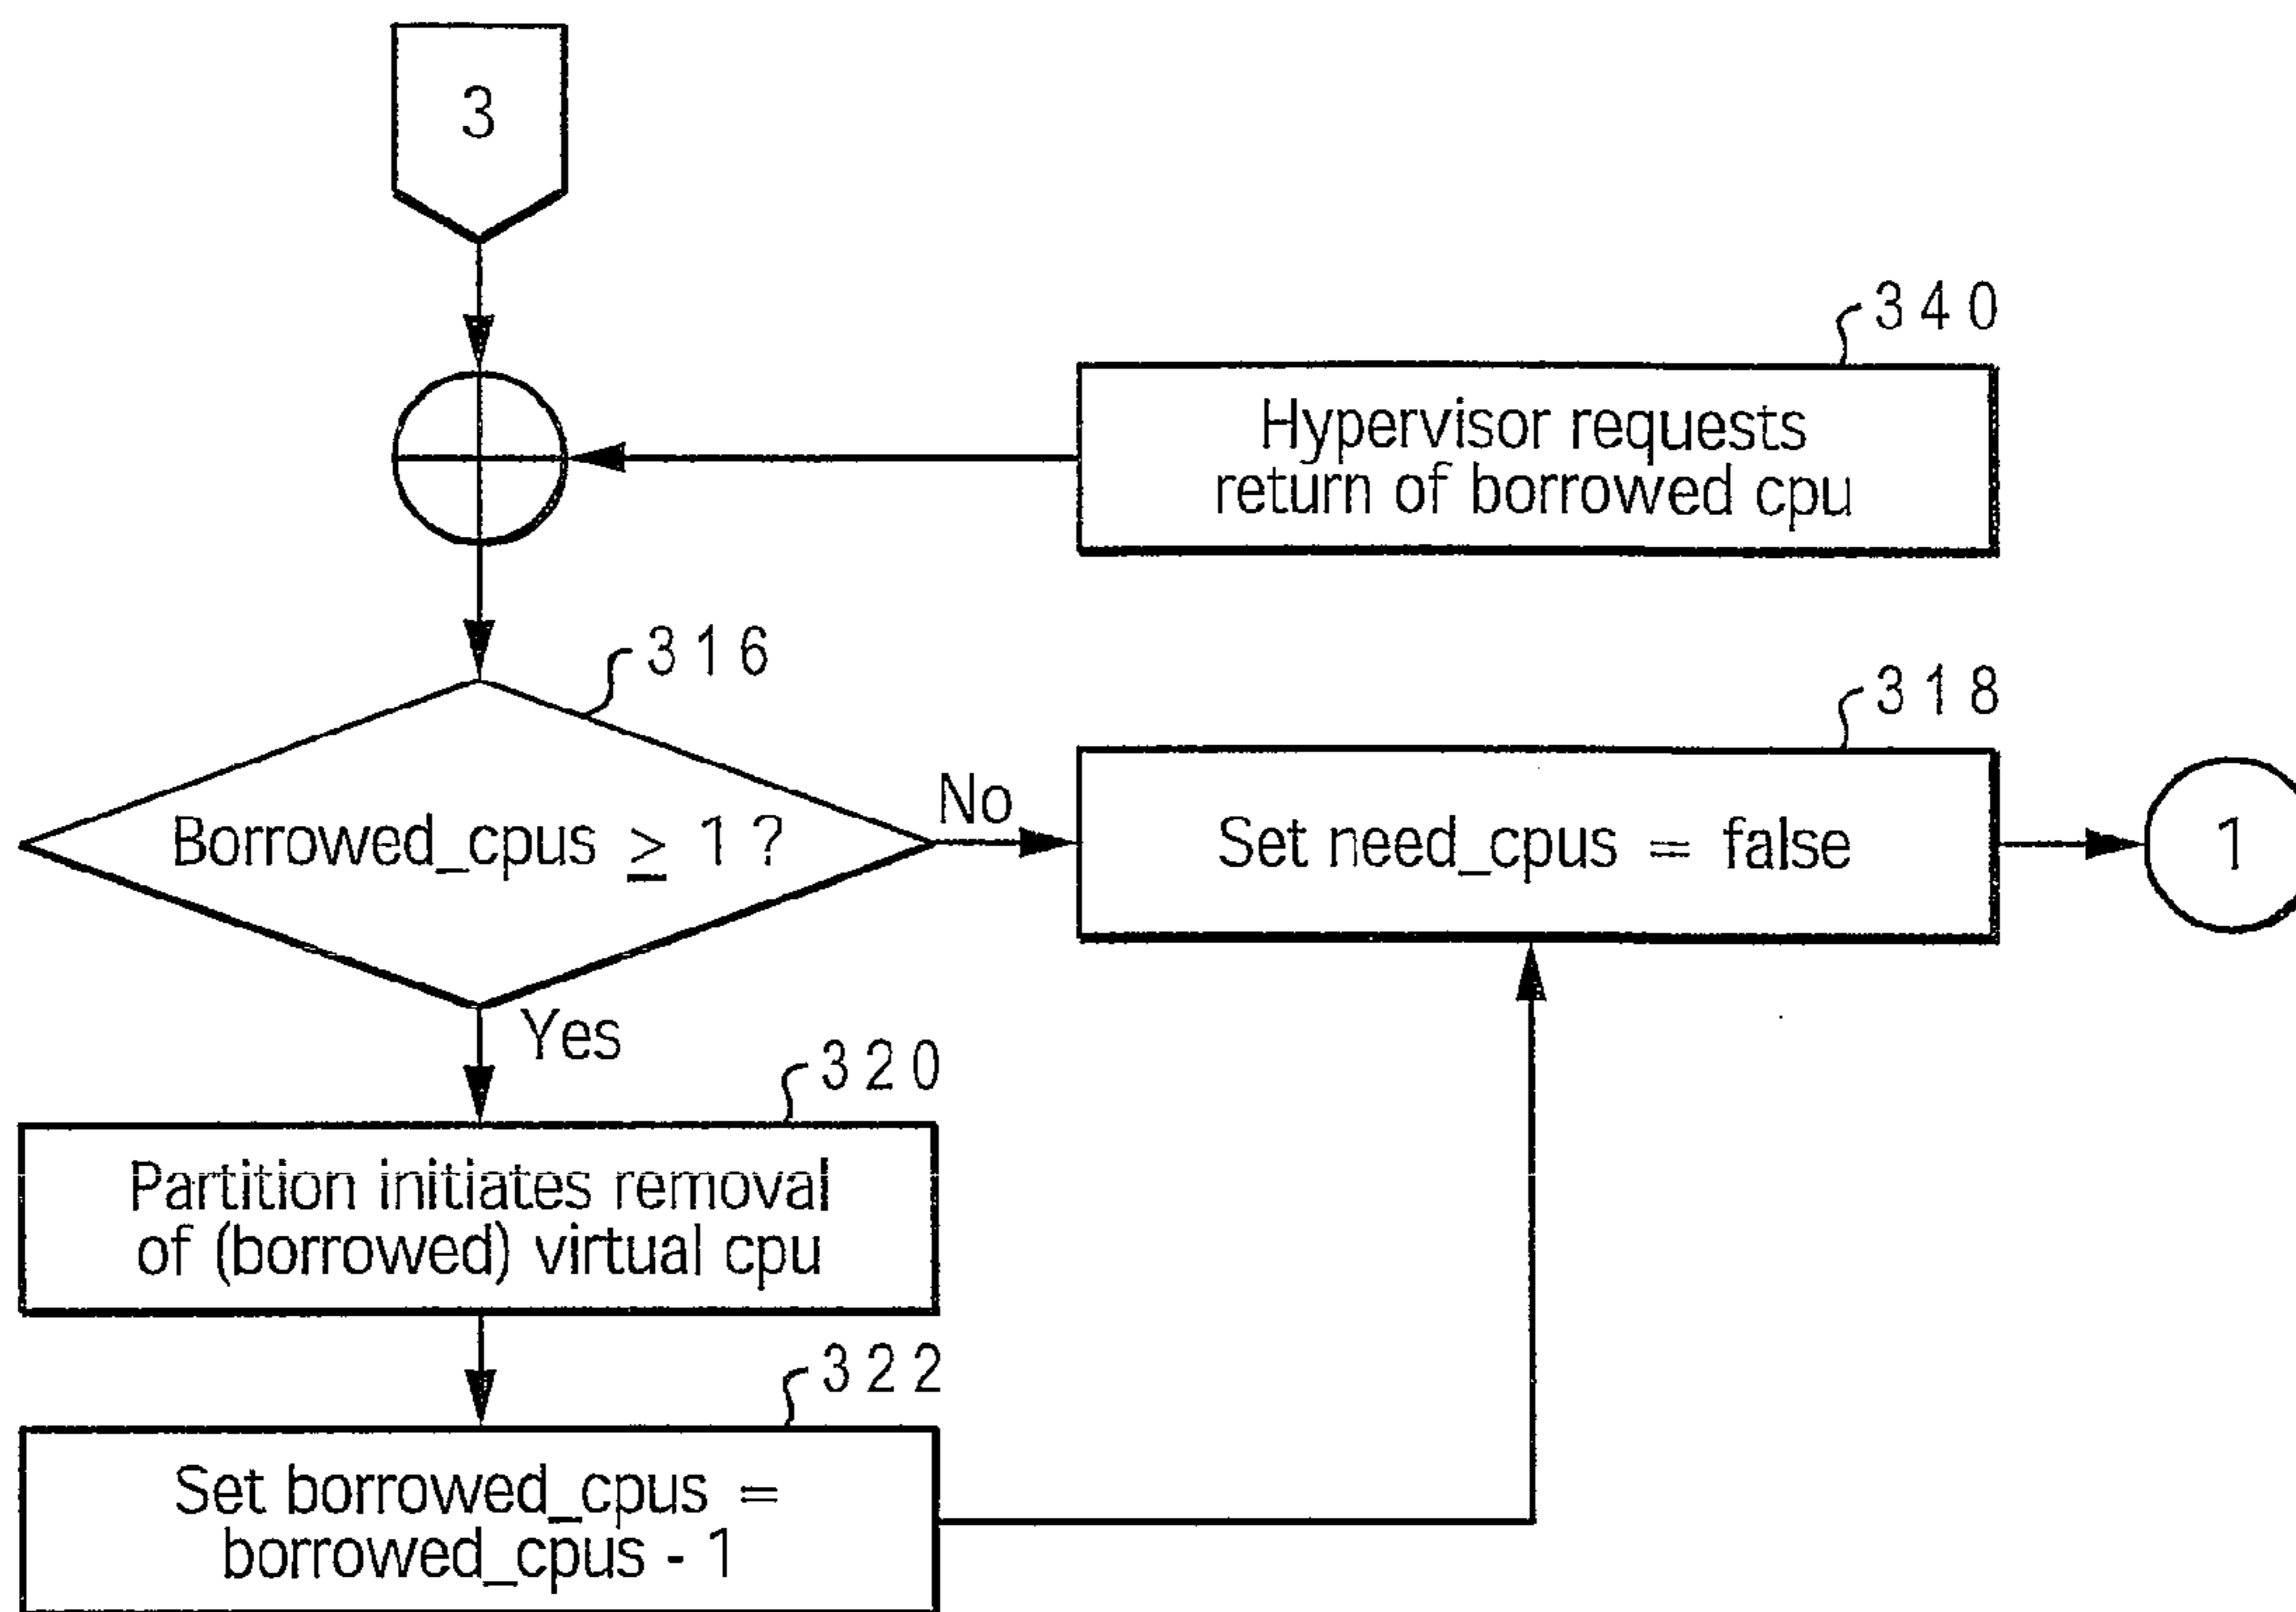 3
340
Hypervisor requests
return of borrowed cpu
316
Borrowed_cpus ≥ 1 ?
No
318
Set need_cpus = false
1
Yes
320
Partition initiates removal
of (borrowed) virtual cpu
322
Set borrowed_cpus =
borrowed_cpus - 1